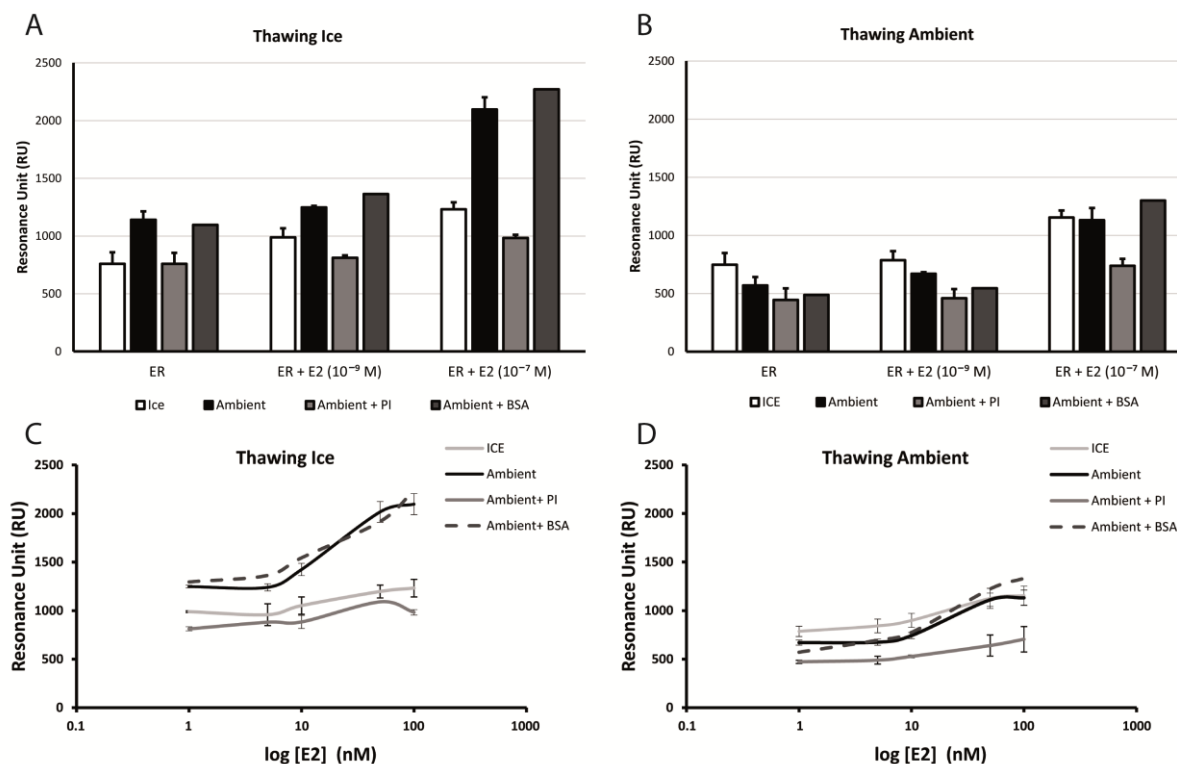 A
Thawing Ice
Resonance Unit (RU)
2500
2000
1500
1000
500
0
ER
ER + E2 (10⁻⁹ M)
ER + E2 (10⁻⁷ M)
Ice
Ambient
Ambient + PI
Ambient + BSA
B
Thawing Ambient
Resonance Unit (RU)
2500
2000
1500
1000
500
0
ER
ER + E2 (10⁻⁹ M)
ER + E2 (10⁻⁷ M)
ICE
Ambient
Ambient + PI
Ambient + BSA
C
Thawing Ice
ICE
Ambient
Ambient+ PI
Ambient+ BSA
Resonance Unit (RU)
2500
2000
1500
1000
500
0
0.1
1
10
100
1000
log [E2] (nM)
D
Thawing Ambient
ICE
Ambient
Ambient + PI
Ambient + BSA
Resonance Unit (RU)
2500
2000
1500
1000
500
0
0.1
1
10
100
1000
log [E2] (nM)